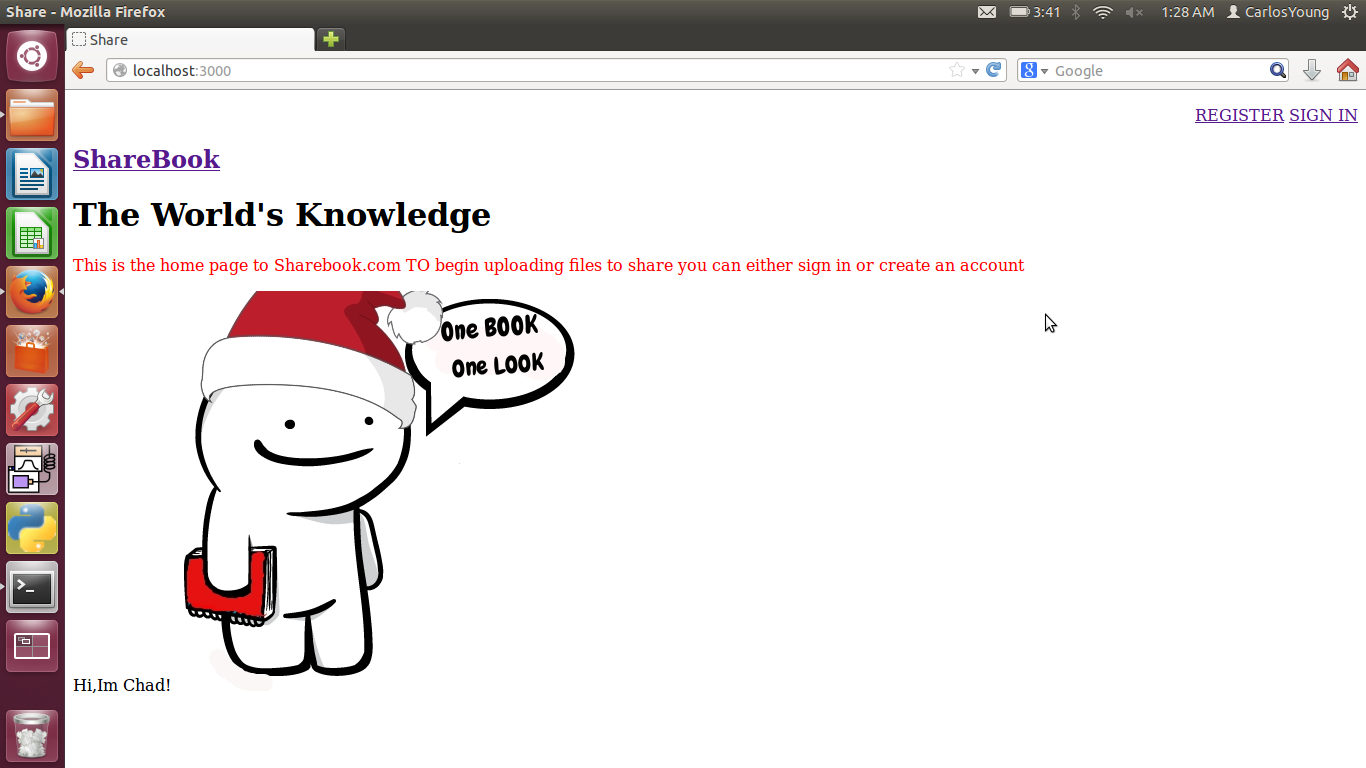 Share - Mozilla Firefox
3:41
1:28 AM
CarlosYoung
Share
localhost:3000
Google
REGISTER SIGN IN
ShareBook
The World's Knowledge
This is the home page to Sharebook.com TO begin uploading files to share you can either sign in or create an account
One BOOK
One LOOK
Hi,Im Chad!